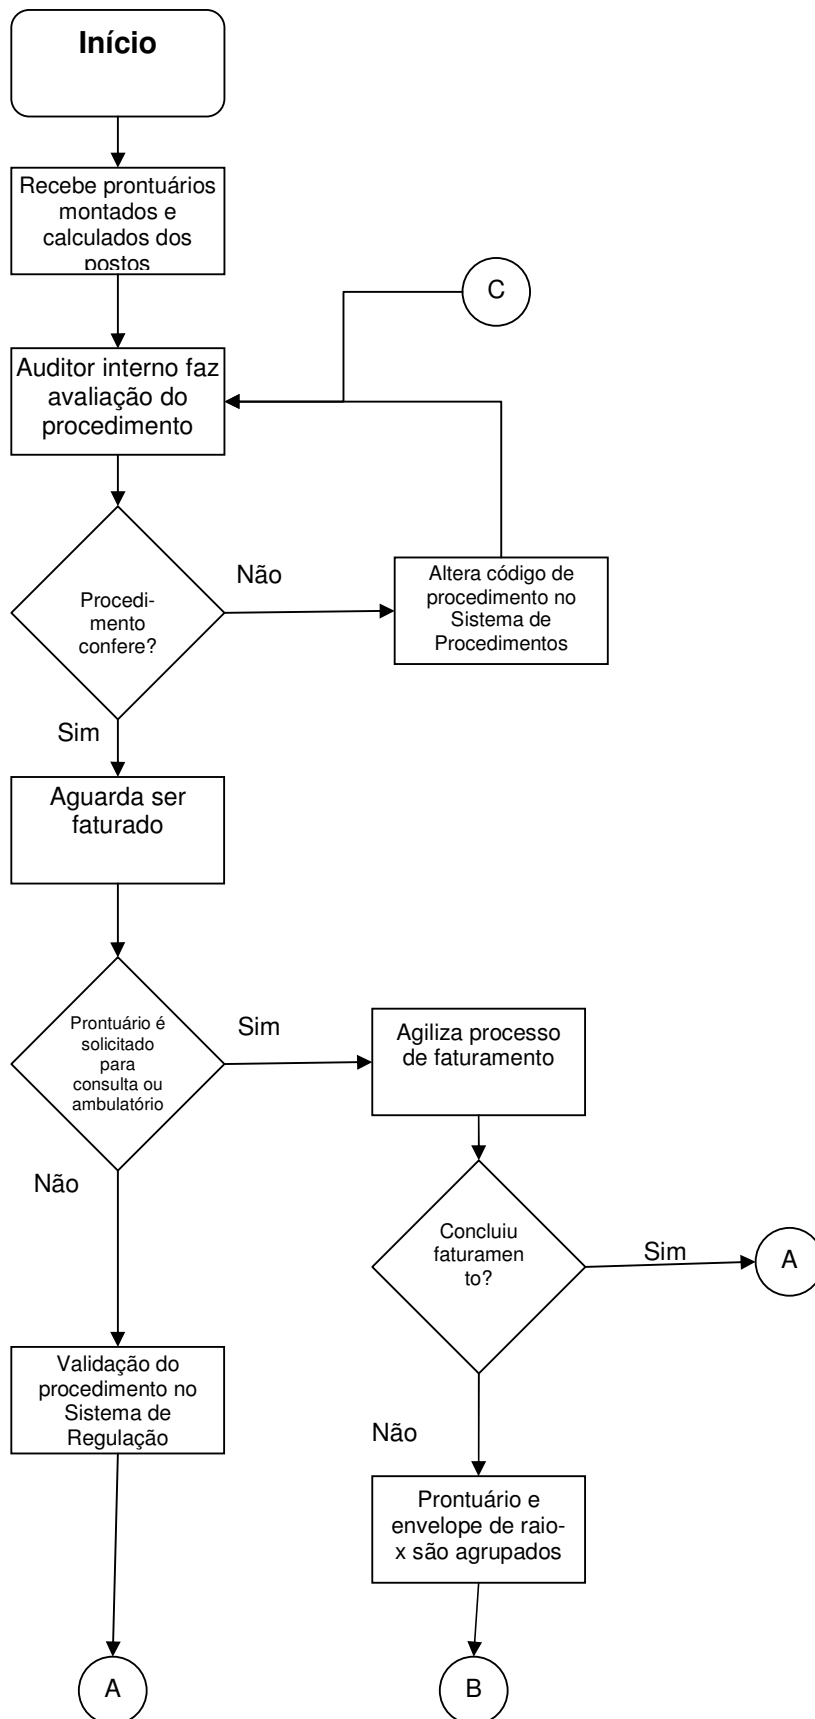 Início
Recebe prontuários
montados e
calculados dos
postos
C
Auditor interno faz
avaliação do
procedimento
Procedi-
mento
confere?
Não
Altera código de
procedimento no
Sistema de
Procedimentos
Sim
Aguarda ser
faturado
Prontuário é
solicitado
para
consulta ou
ambulatório
Sim
Agiliza processo
de faturamento
Não
Concluiu
faturamen
to?
Sim
A
Validação do
procedimento no
Sistema de
Regulação
Não
Prontuário e
envelope de raio-
x são agrupados
A
B